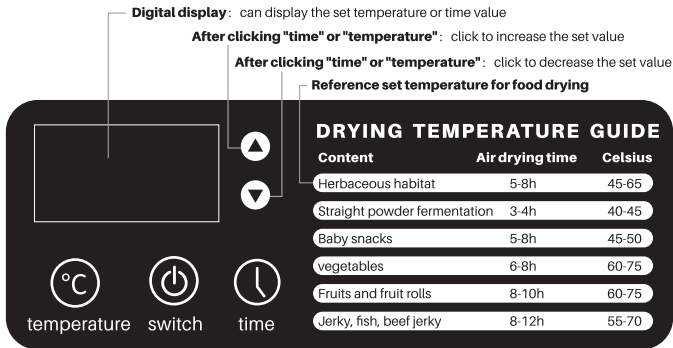 Digital display： can display the set temperature or time value
After clicking "time" or "temperature"： click to increase the set value
After clicking "time" or "temperature"： click to decrease the set value
Reference set temperature for food drying
DRYING TEMPERATURE GUIDE
Content Air drying time Celsius
Herbaceous habitat 5-8h 45-65
Straight powder fermentation 3-4h 40-45
Baby snacks 5-8h 45-50
vegetables 6-8h 60-75
Fruits and fruit rolls 8-10h 60-75
Jerky, fish, beef jerky 8-12h 55-70
°C
temperature switch time